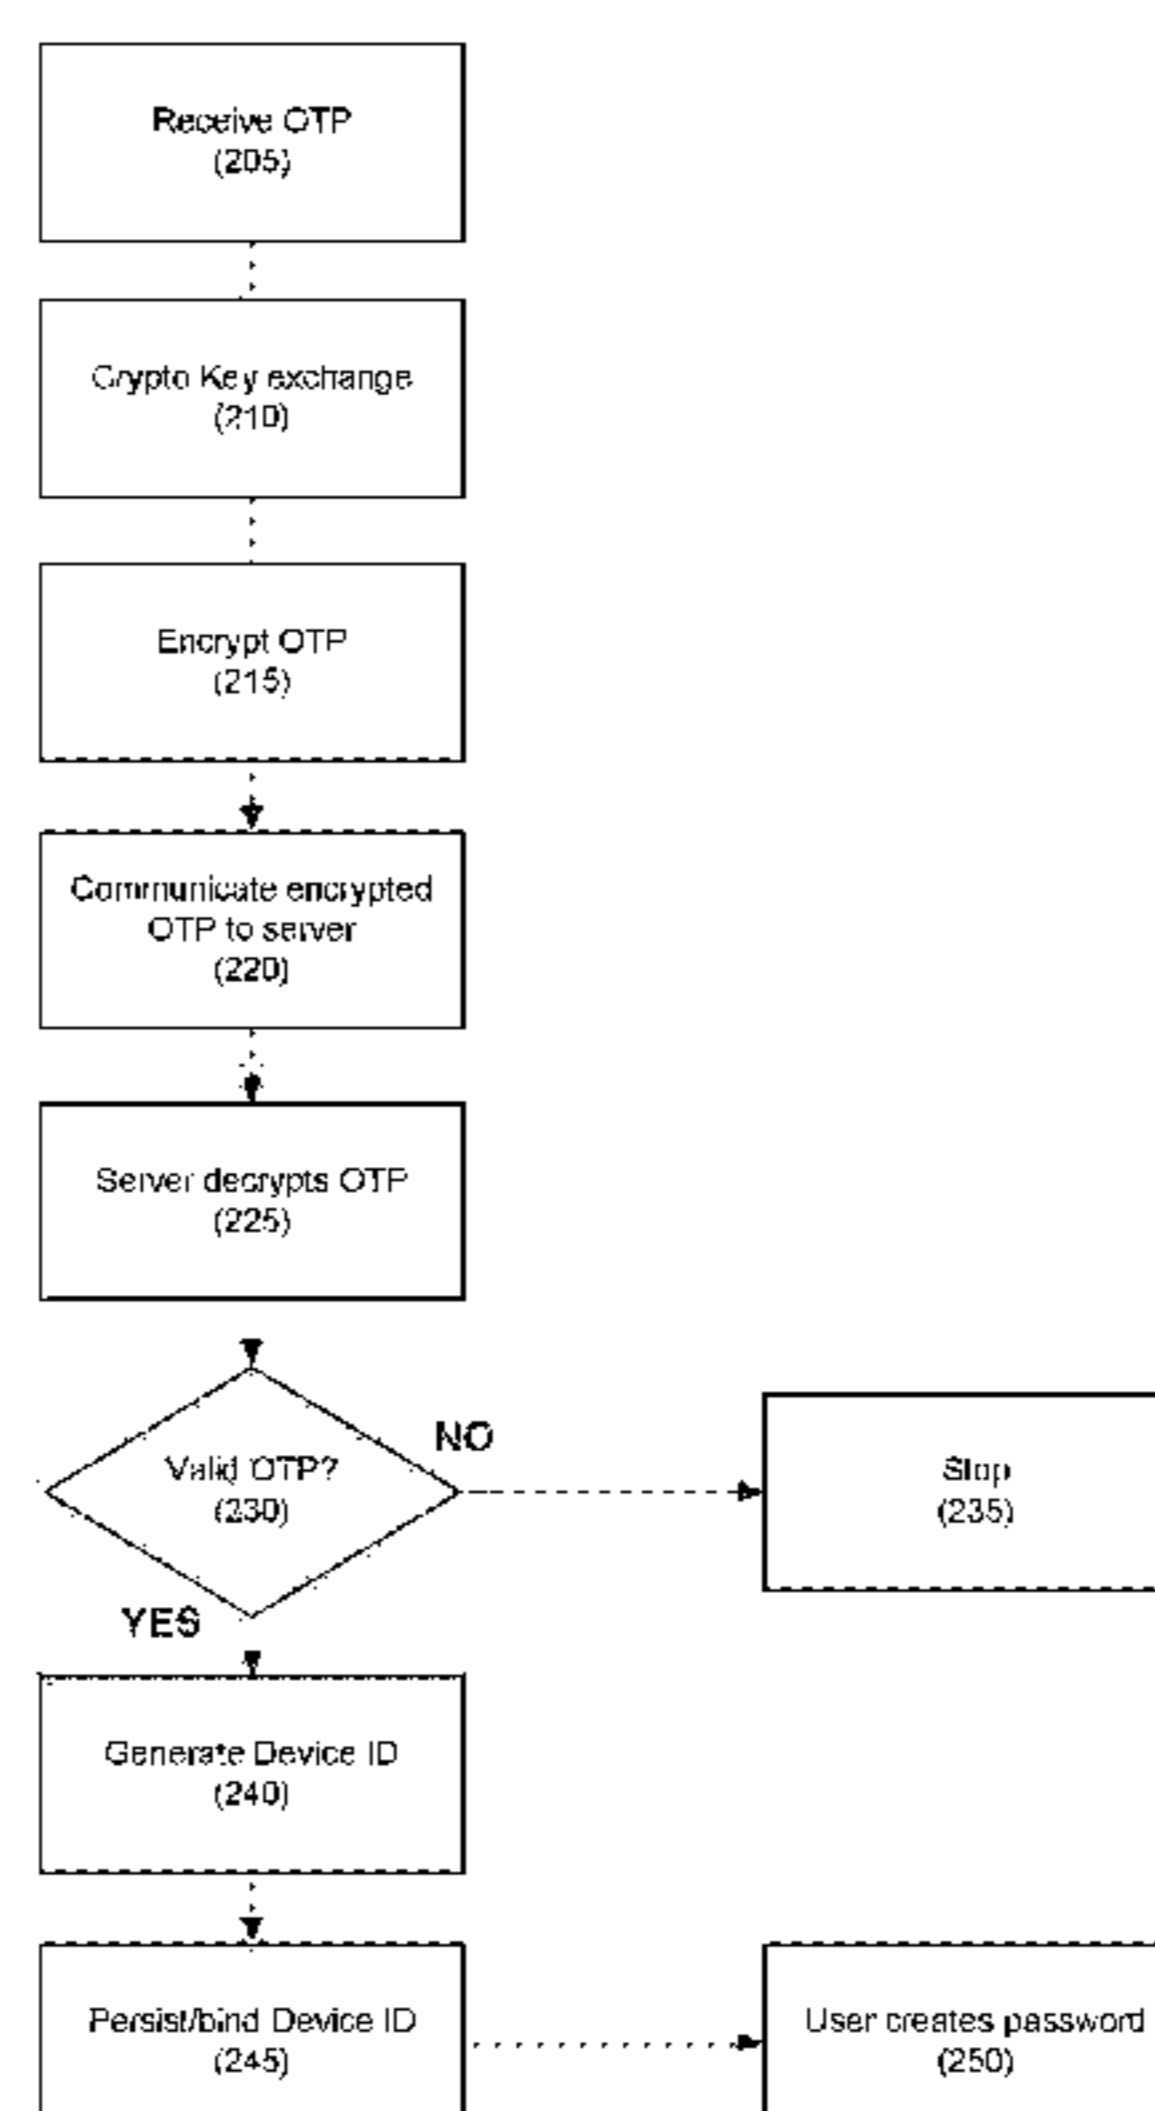 Receive OTP
(205)
Crypto Key exchange
(210)
Encrypt OTP
(215)
Communicate encrypted
OTP to server
(220)
Server decrypts OTP
(225)
Valid OTP?
(230)
NO
Stop
(235)
YES
Generate Device ID
(240)
Persist/bind Device ID
(245)
User creates password
(250)